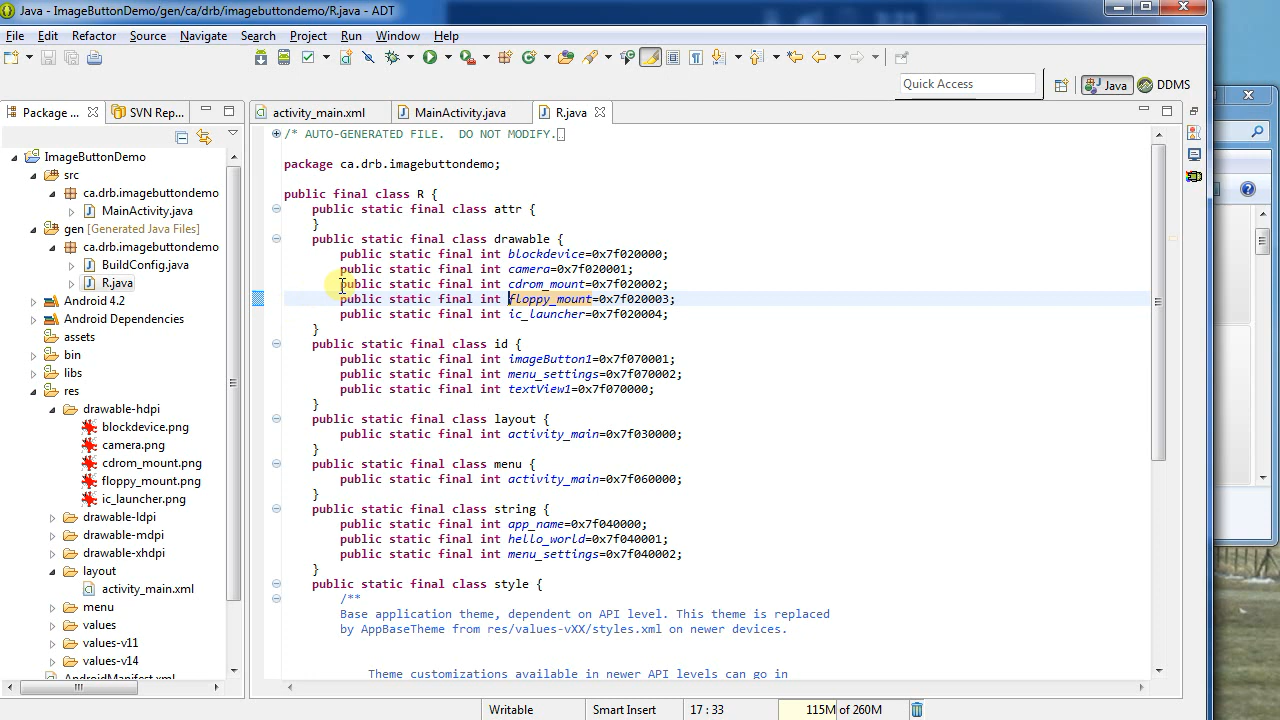 Java - ImageButtonDemo/gen/ca/drb/imagebuttondemo/R.java - ADT
File Edit Refactor Source Navigate Search Project Run Window Help
Quick Access
Java
DDMS
Package ...
SVN Rep...
ImageButtonDemo
src
ca.drb.imagebuttondemo
MainActivity.java
gen [Generated Java Files]
ca.drb.imagebuttondemo
BuildConfig.java
R.java
Android 4.2
Android Dependencies
assets
bin
libs
res
drawable-hdpi
blockdevice.png
camera.png
cdrom_mount.png
floppy_mount.png
ic_launcher.png
drawable-ldpi
drawable-mdpi
drawable-xhdpi
layout
activity_main.xml
menu
values
values-v11
values-v14
AndroidManifest.xml
activity_main.xml
MainActivity.java
R.java
/* AUTO-GENERATED FILE.  DO NOT MODIFY.
package ca.drb.imagebuttondemo;
public final class R {
public static final class attr {
}
public static final class drawable {
public static final int blockdevice=0x7f020000;
public static final int camera=0x7f020001;
public static final int cdrom_mount=0x7f020002;
public static final int floppy_mount=0x7f020003;
public static final int ic_launcher=0x7f020004;
}
public static final class id {
public static final int imageButton1=0x7f070001;
public static final int menu_settings=0x7f070002;
public static final int textView1=0x7f070000;
}
public static final class layout {
public static final int activity_main=0x7f030000;
}
public static final class menu {
public static final int activity_main=0x7f060000;
}
public static final class string {
public static final int app_name=0x7f040000;
public static final int hello_world=0x7f040001;
public static final int menu_settings=0x7f040002;
}
public static final class style {
/**
Base application theme, dependent on API level. This theme is replaced
by AppBaseTheme from res/values-vXX/styles.xml on newer devices.
Theme customizations available in newer API levels can go in
Writable
Smart Insert
17 : 33
115M of 260M